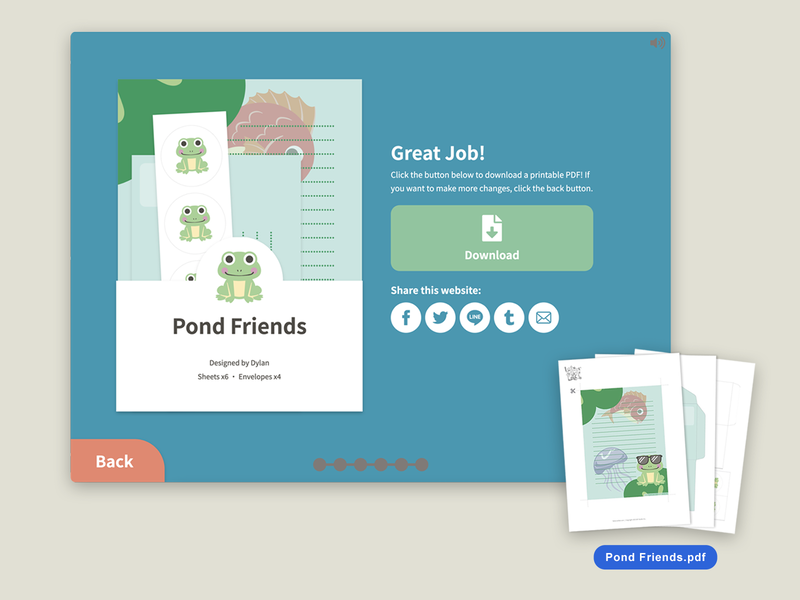 Great Job!
Click the button below to download a printable PDF! If
you want to make more changes, click the back button.
Download
Share this website:
LINE
Pond Friends
Designed by Dylan
Sheets x6 • Envelopes x4
Back
Pond Friends.pdf